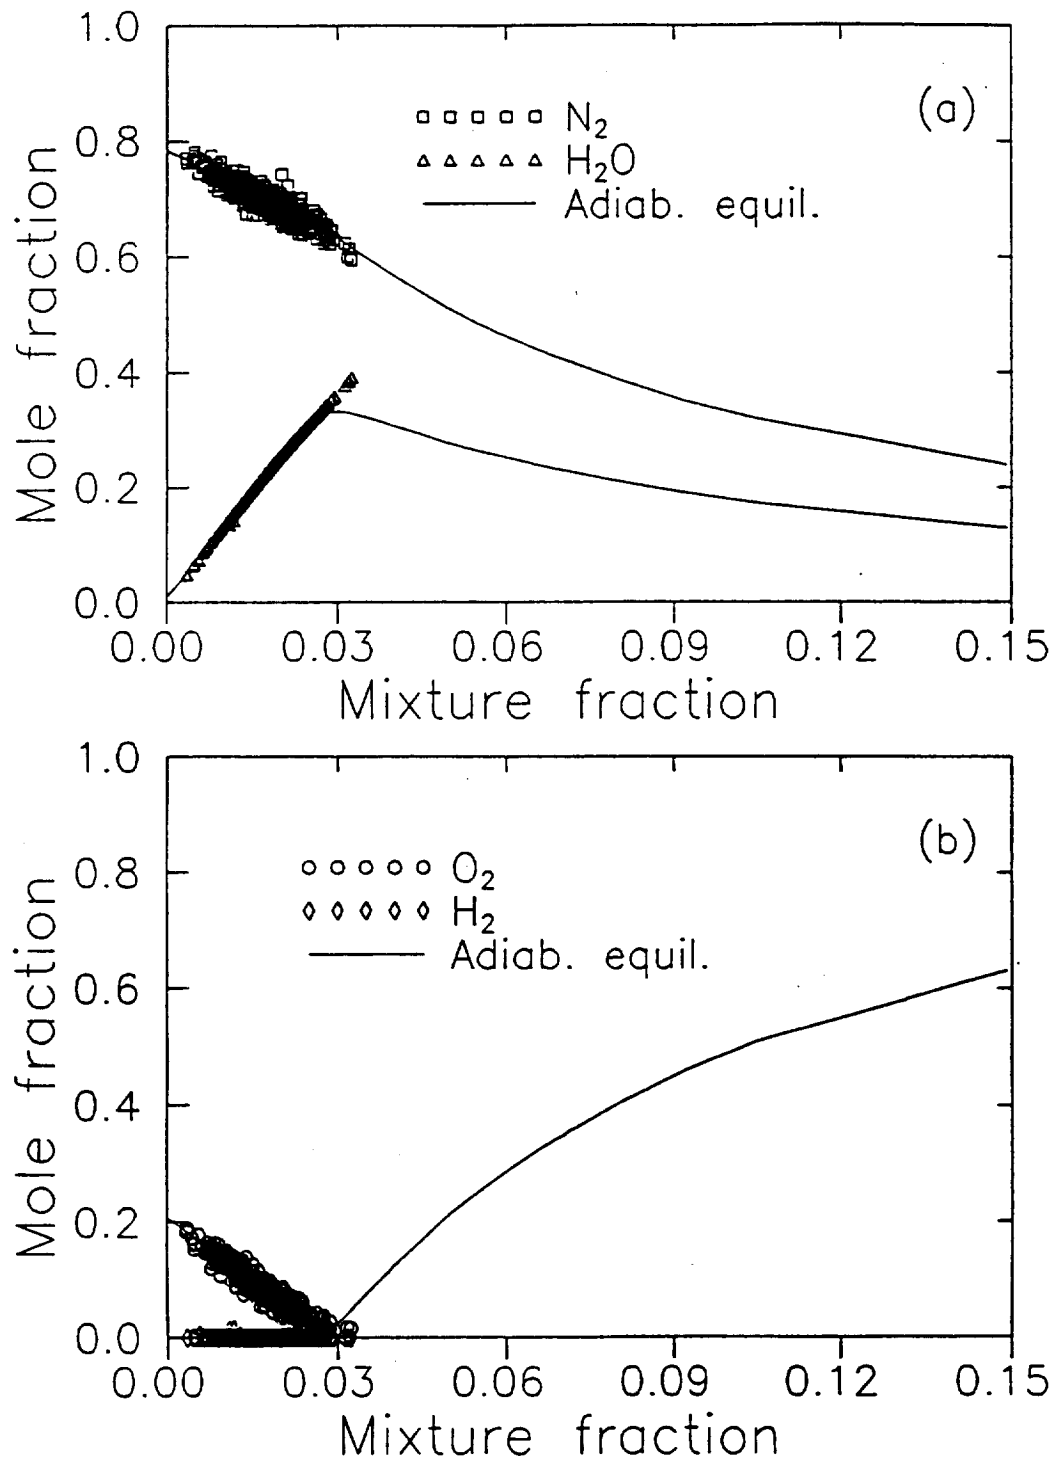 1.0
(a)
N2
0.8
H2O
Adiab. equil.
0.6
0.4
0.2
0.0
Mole fraction
0.00 0.03 0.06 0.09 0.12 0.15
Mixture fraction
1.0
(b)
0.8
O2
H2
Adiab. equil.
0.6
0.4
0.2
0.0
Mole fraction
0.00 0.03 0.06 0.09 0.12 0.15
Mixture fraction